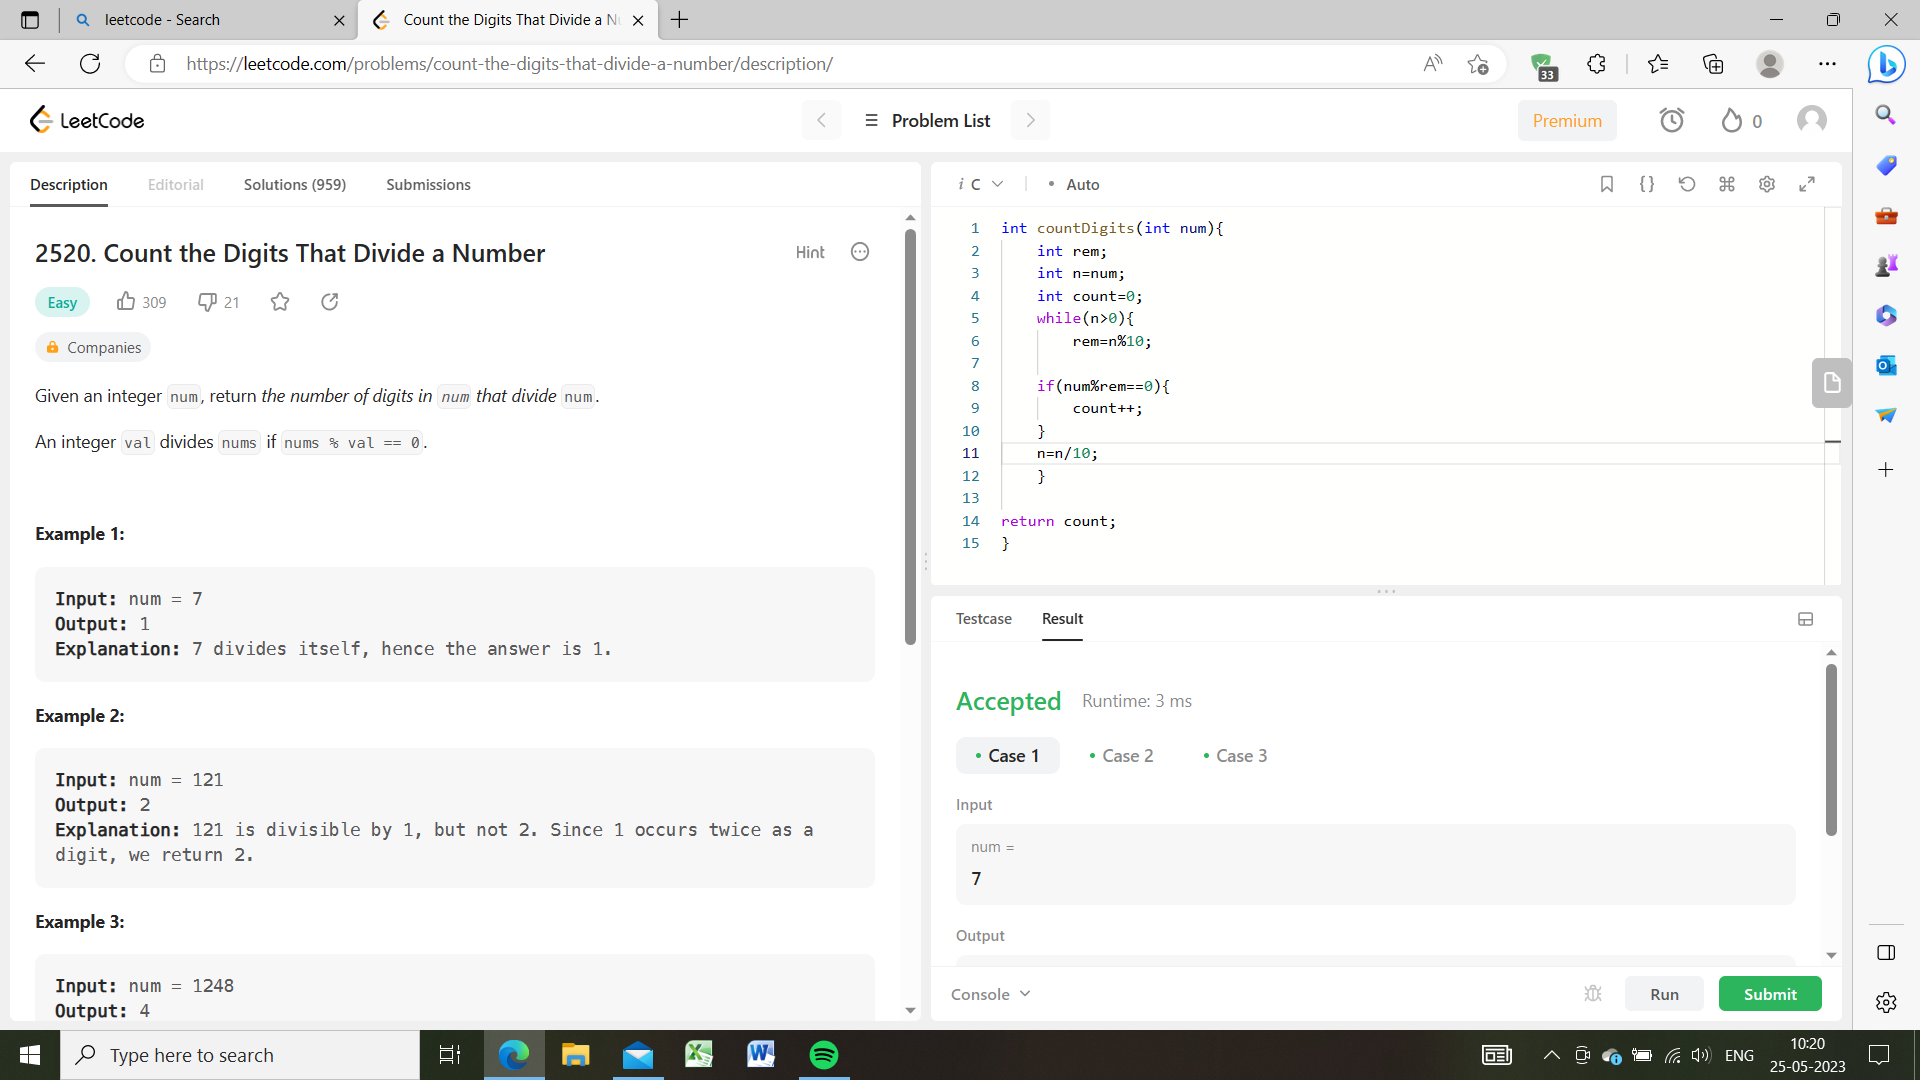 leetcode - Search
Count the Digits That Divide a Nu
https://leetcode.com/problems/count-the-digits-that-divide-a-number/description/
33
LeetCode
Problem List
Premium
0
Description
Editorial
Solutions (959)
Submissions
2520. Count the Digits That Divide a Number
Hint
Easy
309
21
Companies
Given an integer num, return the number of digits in num that divide num.
An integer val divides nums if nums % val == 0.
Example 1:
Input: num = 7
Output: 1
Explanation: 7 divides itself, hence the answer is 1.
Example 2:
Input: num = 121
Output: 2
Explanation: 121 is divisible by 1, but not 2. Since 1 occurs twice as a
digit, we return 2.
Example 3:
Input: num = 1248
Output: 4
i C
• Auto
1 int countDigits(int num){
2 int rem;
3 int n=num;
4 int count=0;
5 while(n>0){
6 rem=n%10;
7
8 if(num%rem==0){
9 count++;
10 }
11 n=n/10;
12 }
13
14 return count;
15 }
Testcase
Result
Accepted
Runtime: 3 ms
• Case 1
• Case 2
• Case 3
Input
num =
7
Output
Console
Run
Submit
Type here to search
ENG
10:20
25-05-2023